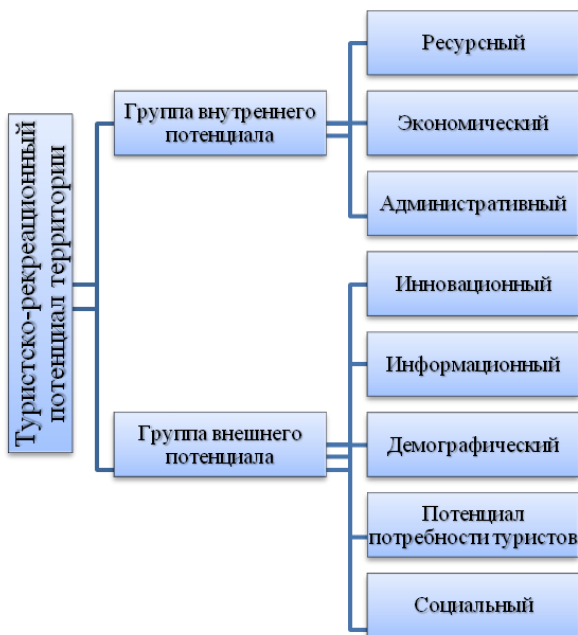 Туристско-рекреационный
потенциал территории
Группа внутреннего
потенциала
Ресурсный
Экономический
Административный
Группа внешнего
потенциала
Инновационный
Информационный
Демографический
Потенциал
потребности туристов
Социальный